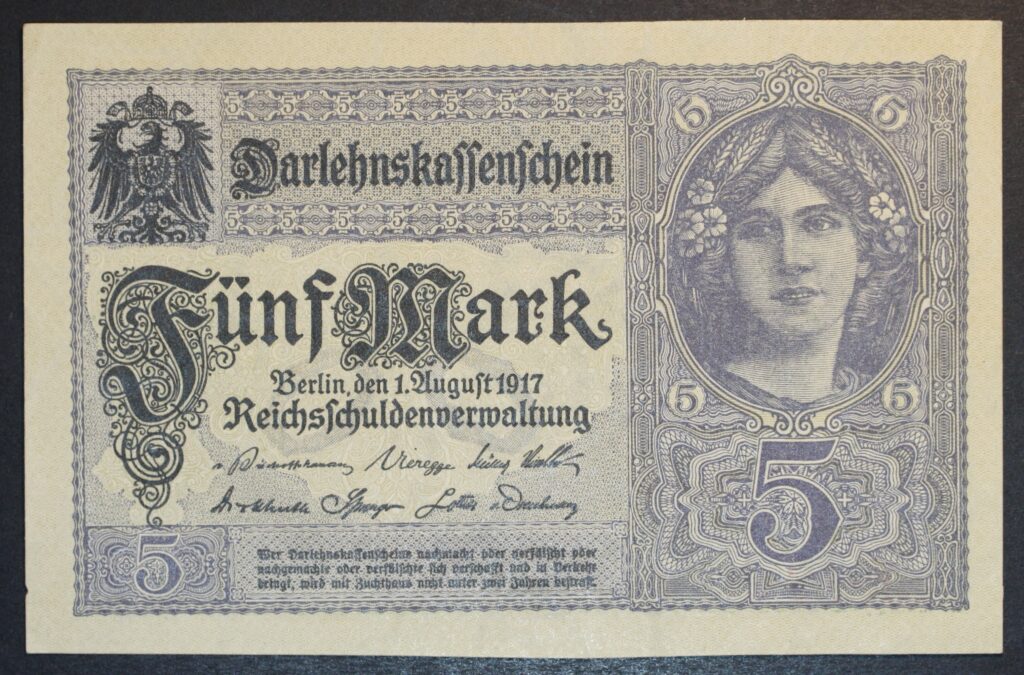 5 5 5 5 5 5 5 5
Darlehnskassenschein
5 5 5 5 5 5 5 5
Fünf Mark
Berlin, den 1. August 1917
Reichsschuldenverwaltung
Vieregge
5
Wer Darlehnskassenscheine nachmacht oder verfälscht oder
nachgemachte oder verfälschte sich verschafft und in Verkehr
bringt, wird mit Zuchthaus nicht unter zwei Jahren bestraft.
5 5
5 5
5